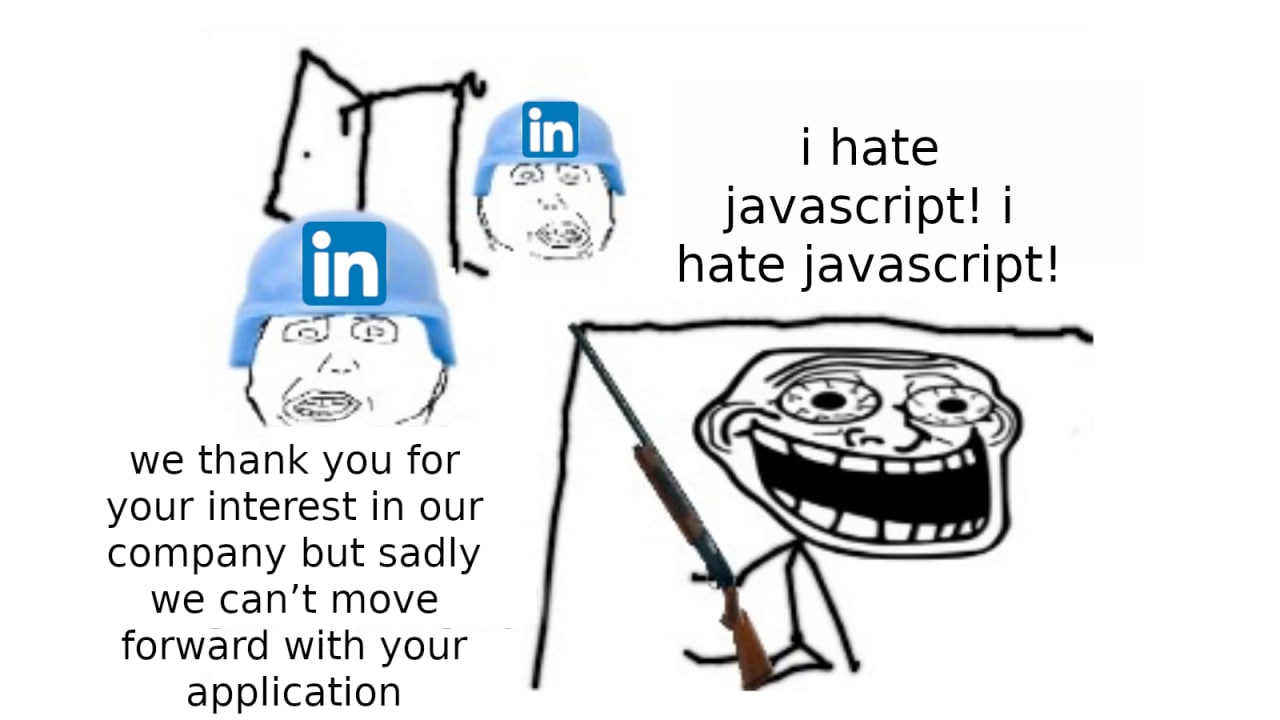 in
in
i hate
javascript! i
hate javascript!
we thank you for
your interest in our
company but sadly
we can’t move
forward with your
application